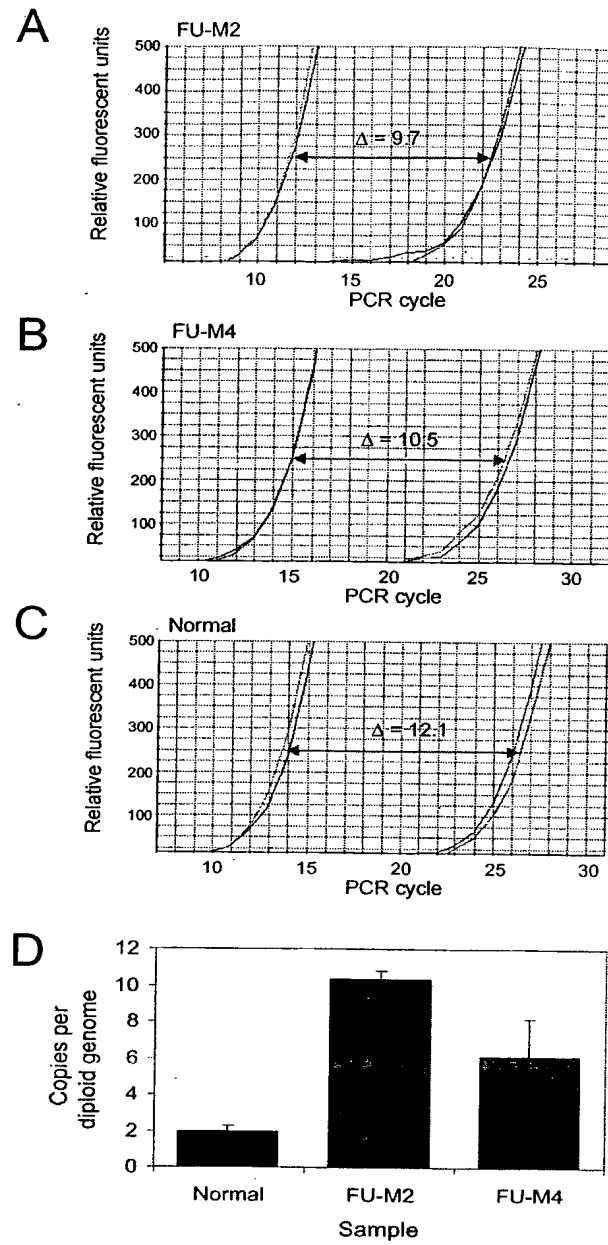 A
FU-M2
Relative fluorescent units
500
400
300
200
100
Δ = 9.7
10
15
20
25
PCR cycle
B
FU-M4
Relative fluorescent units
500
400
300
200
100
Δ = 10.5
10
15
20
25
30
PCR cycle
C
Normal
Relative fluorescent units
500
400
300
200
100
Δ = 12.1
10
15
20
25
30
PCR cycle
D
Copies per
diploid genome
12
10
8
6
4
2
0
Normal FU-M2 FU-M4
Sample